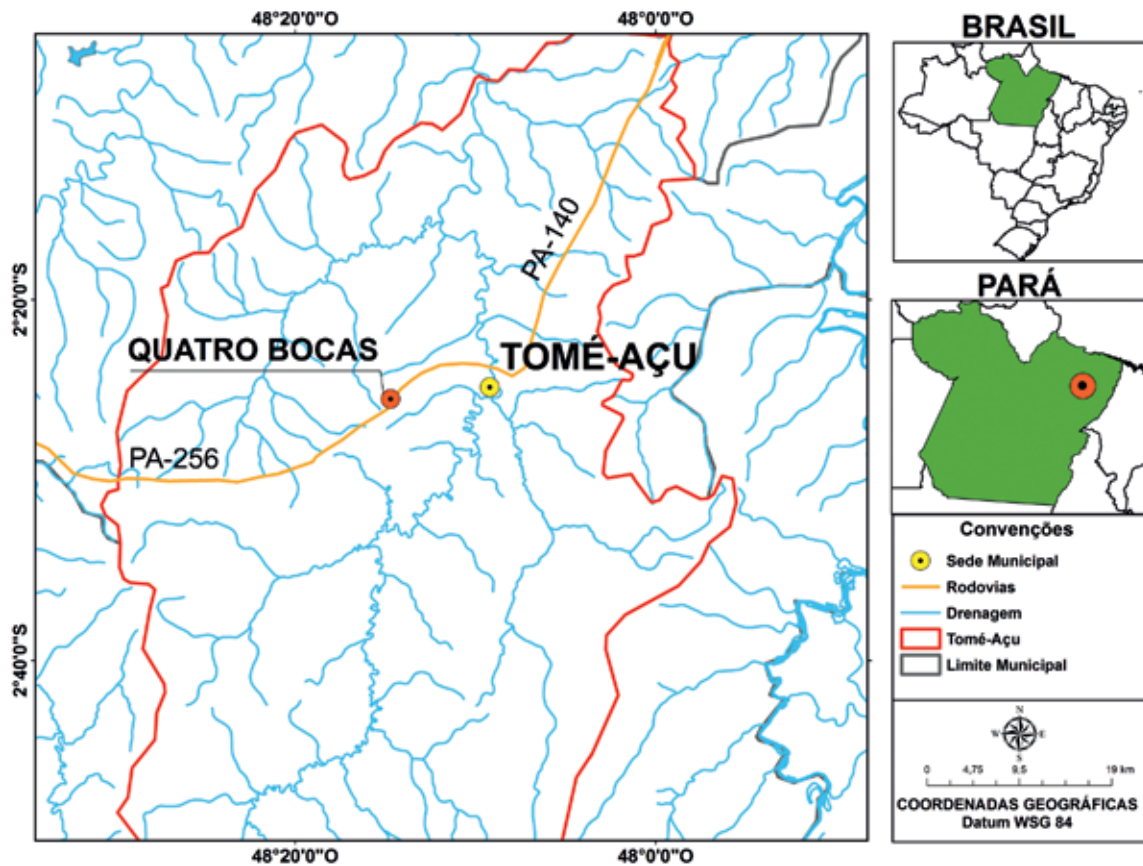 48°20'0"O
48°0'0"O
2°20'0"S
2°40'0"S
PA-140
QUATRO BOCAS
TOMÉ-AÇU
PA-256
48°20'0"O
48°0'0"O
BRASIL
PARÁ
Convenções
Sede Municipal
Rodovias
Drenagem
Tomé-Açu
Limite Municipal
N
W E
S
0 4,75 9,5 19 km
COORDENADAS GEOGRÁFICAS
Datum WSG 84